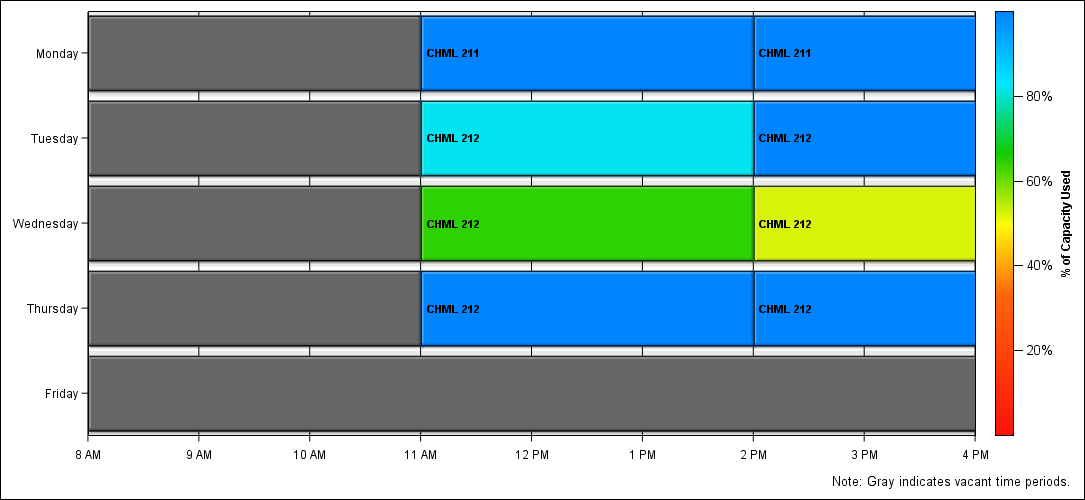 Monday
CHML 211
CHML 211
Tuesday
CHML 212
CHML 212
Wednesday
CHML 212
CHML 212
Thursday
CHML 212
CHML 212
Friday
8 AM 9 AM 10 AM 11 AM 12 PM 1 PM 2 PM 3 PM 4 PM
80%
60%
40%
20%
% of Capacity Used
Note: Gray indicates vacant time periods.